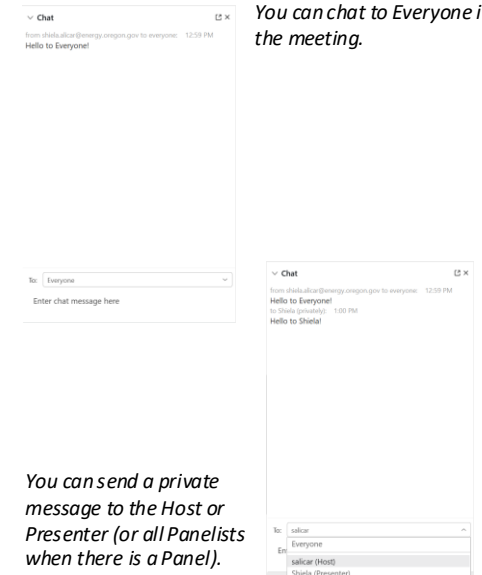 Chat
from shiela.alicar@energy.oregon.gov to everyone: 12:59 PM
Hello to Everyone!
To: Everyone
Enter chat message here
You can chat to Everyone i
the meeting.
Chat
from shiela.alicar@energy.oregon.gov to everyone: 12:59 PM
Hello to Everyone!
to Shiela (privately): 1:00 PM
Hello to Shiela!
To: salicar
Everyone
En
salicar (Host)
Shiela (Presenter)
You can send a private
message to the Host or
Presenter (or all Panelists
when there is a Panel).